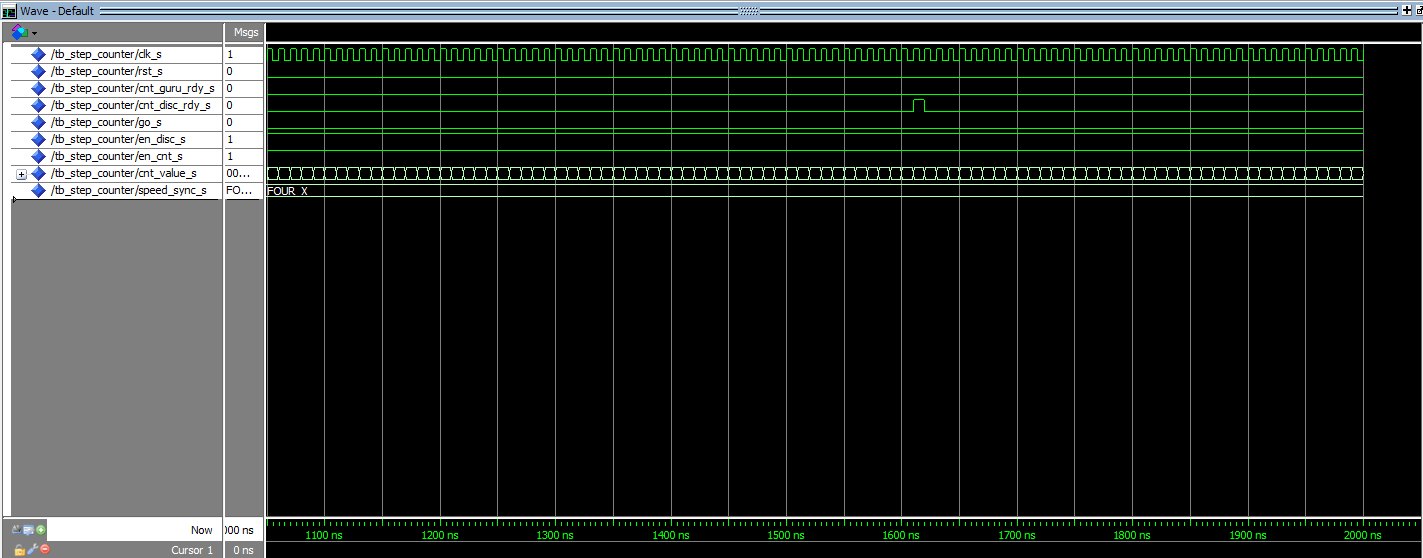 Wave - Default
Msgs
/tb_step_counter/clk_s 1
/tb_step_counter/rst_s 0
/tb_step_counter/cnt_guru_rdy_s 0
/tb_step_counter/cnt_disc_rdy_s 0
/tb_step_counter/go_s 0
/tb_step_counter/en_disc_s 1
/tb_step_counter/en_cnt_s 1
/tb_step_counter/cnt_value_s 00...
/tb_step_counter/speed_sync_s FO... FOUR_X
Now 000 ns 1100 ns 1200 ns 1300 ns 1400 ns 1500 ns 1600 ns 1700 ns 1800 ns 1900 ns 2000 ns
Cursor 1 0 ns